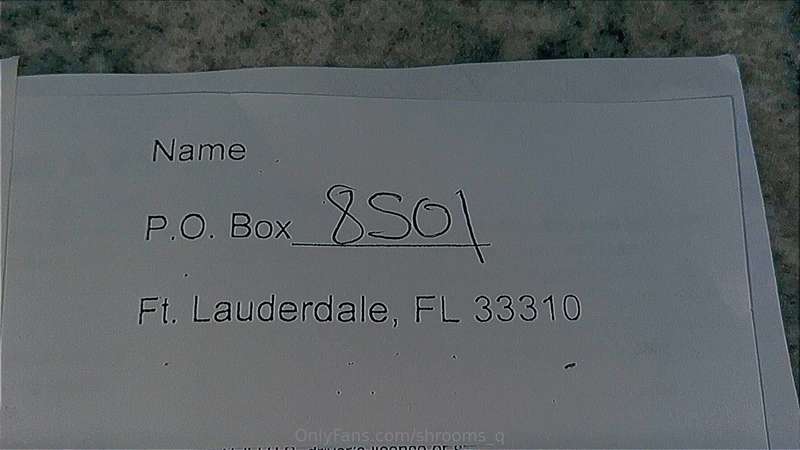 Name
P.O. Box 8501
Ft. Lauderdale, FL 33310
OnlyFans.com/shrooms_q